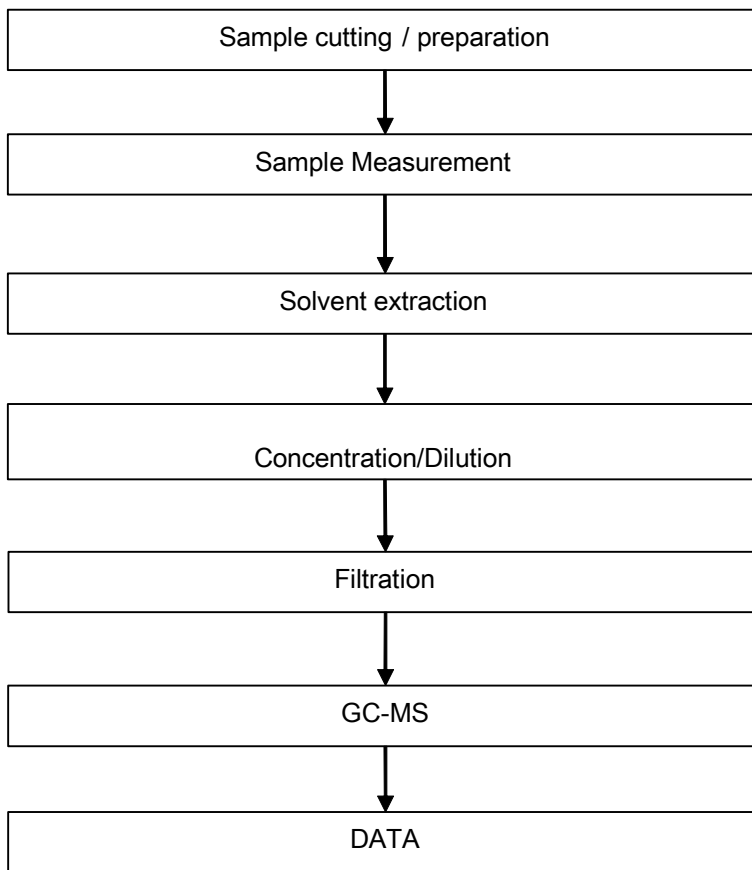 Sample cutting / preparation
Sample Measurement
Solvent extraction
Concentration/Dilution
Filtration
GC-MS
DATA